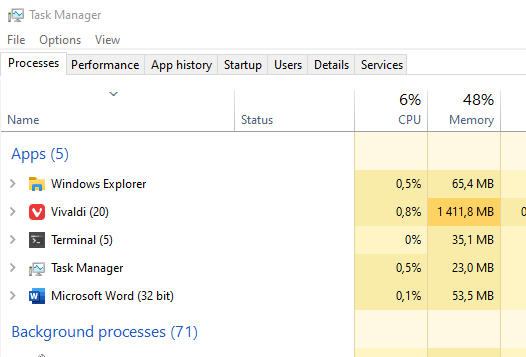 Task Manager
File Options View
Processes Performance App history Startup Users Details Services
6% 48%
Name Status CPU Memory
Apps (5)
Windows Explorer 0,5% 65,4 MB
Vivaldi (20) 0,8% 1 411,8 MB 0
Terminal (5) 0% 35,1 MB
Task Manager 0,5% 23,0 MB
Microsoft Word (32 bit) 0,1% 53,5 MB
Background processes (71)